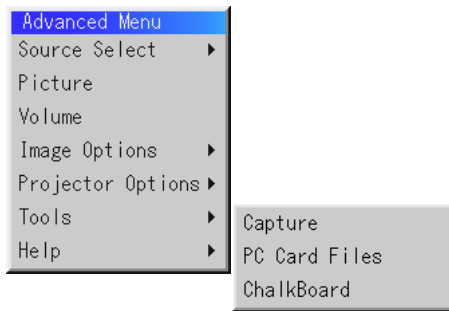 Advanced Menu
Source Select
Picture
Volume
Image Options
Projector Options
Tools
Help
Capture
PC Card Files
ChalkBoard